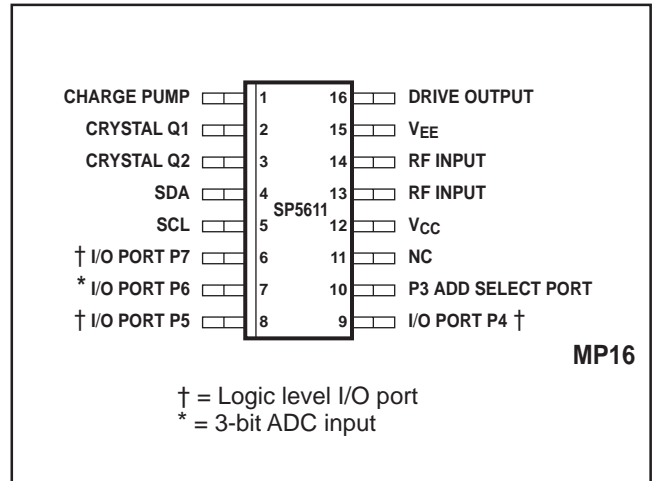 CHARGE PUMP 1 16 DRIVE OUTPUT
CRYSTAL Q1 2 15 VEE
CRYSTAL Q2 3 14 RF INPUT
SDA 4 13 RF INPUT
SP5611
SCL 5 12 VCC
† I/O PORT P7 6 11 NC
* I/O PORT P6 7 10 P3 ADD SELECT PORT
† I/O PORT P5 8 9 I/O PORT P4 †
MP16
† = Logic level I/O port
* = 3-bit ADC input